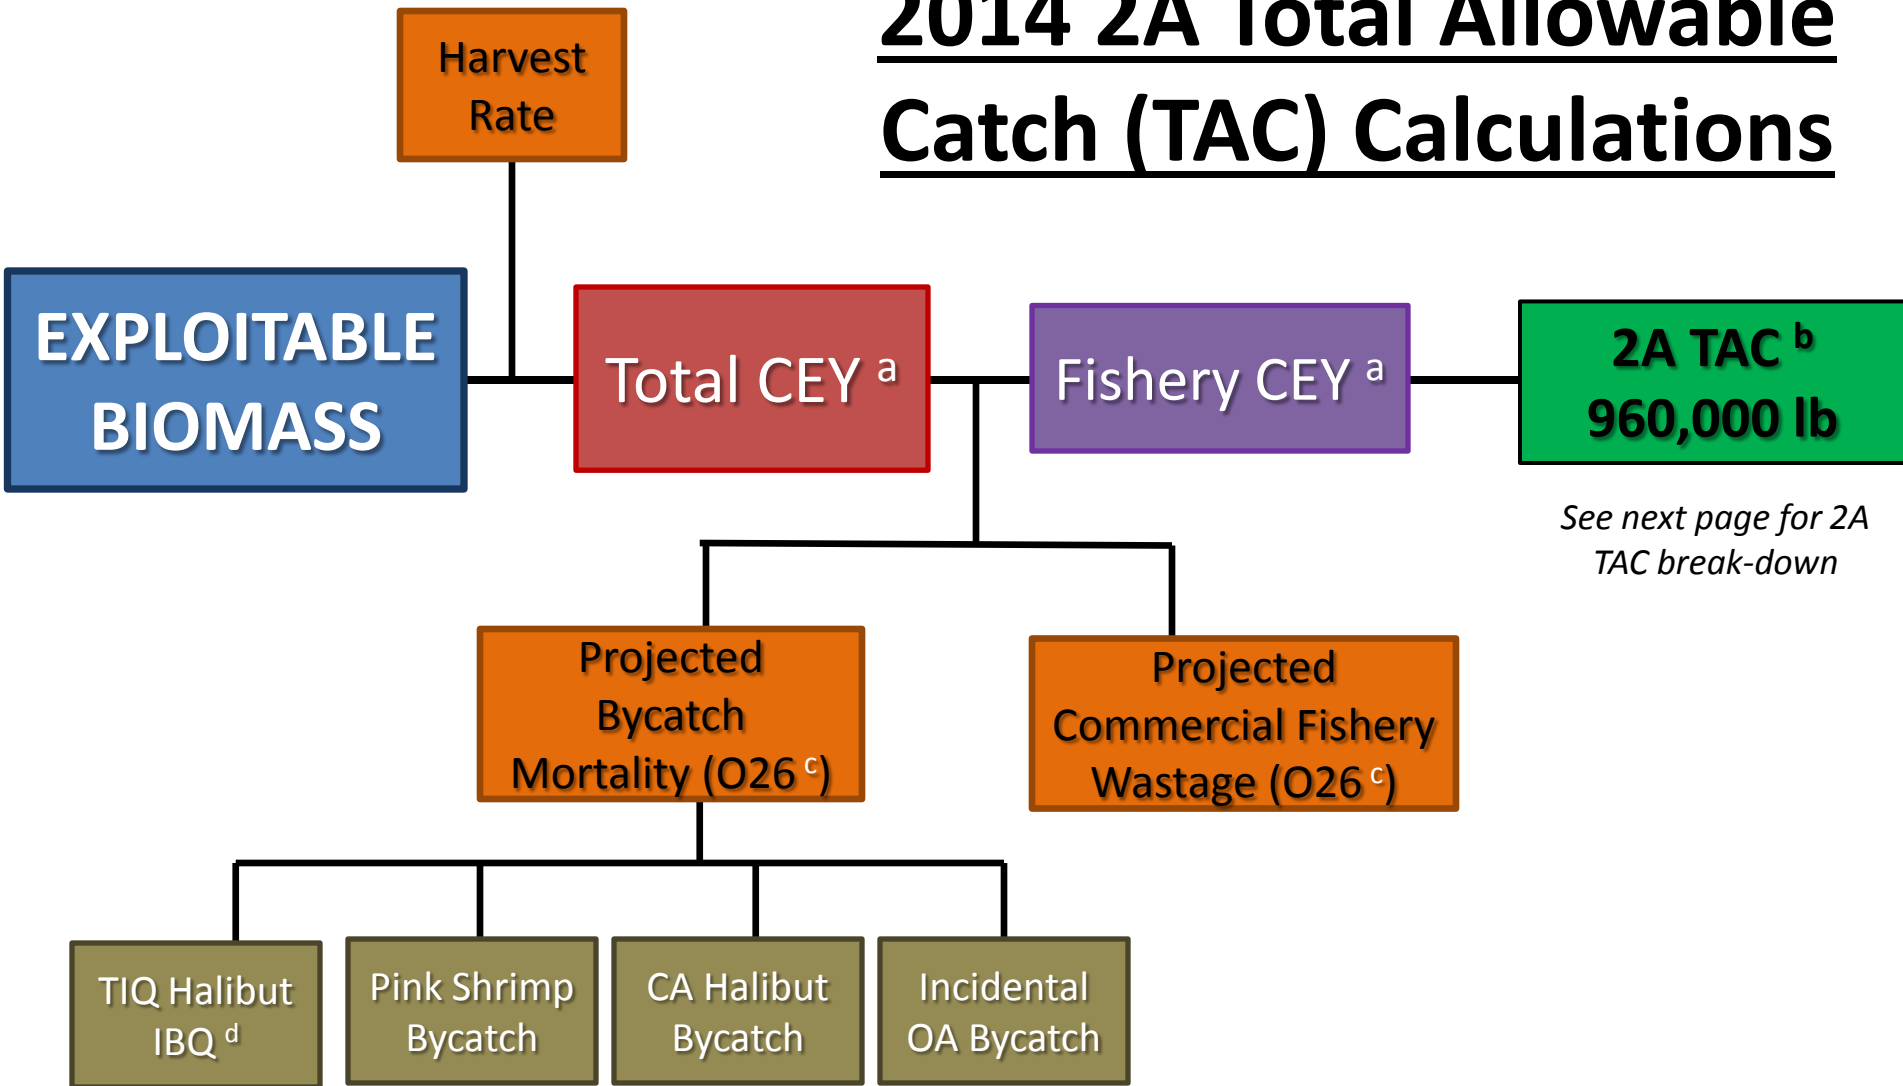 2014 2A Total Allowable
Catch (TAC) Calculations
Harvest
Rate
EXPLOITABLE
BIOMASS
Total CEY a
Fishery CEY a
2A TAC b
960,000 lb
See next page for 2A
TAC break-down
Projected
Bycatch
Mortality (O26 c)
Projected
Commercial Fishery
Wastage (O26 c)
TIQ Halibut
IBQ d
Pink Shrimp
Bycatch
CA Halibut
Bycatch
Incidental
OA Bycatch